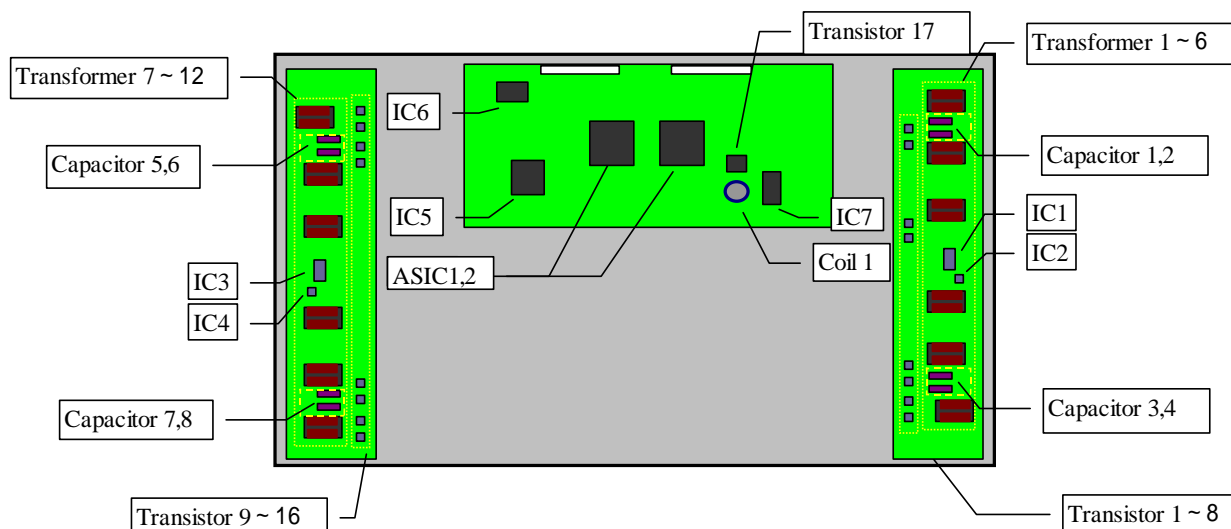 Transistor 17
Transformer 1 ~ 6
Transformer 7 ~ 12
IC6
Capacitor 5,6
Capacitor 1,2
IC5
IC7
IC1
IC2
Coil 1
IC3
ASIC1,2
IC4
Capacitor 7,8
Capacitor 3,4
Transistor 9 ~ 16
Transistor 1 ~ 8